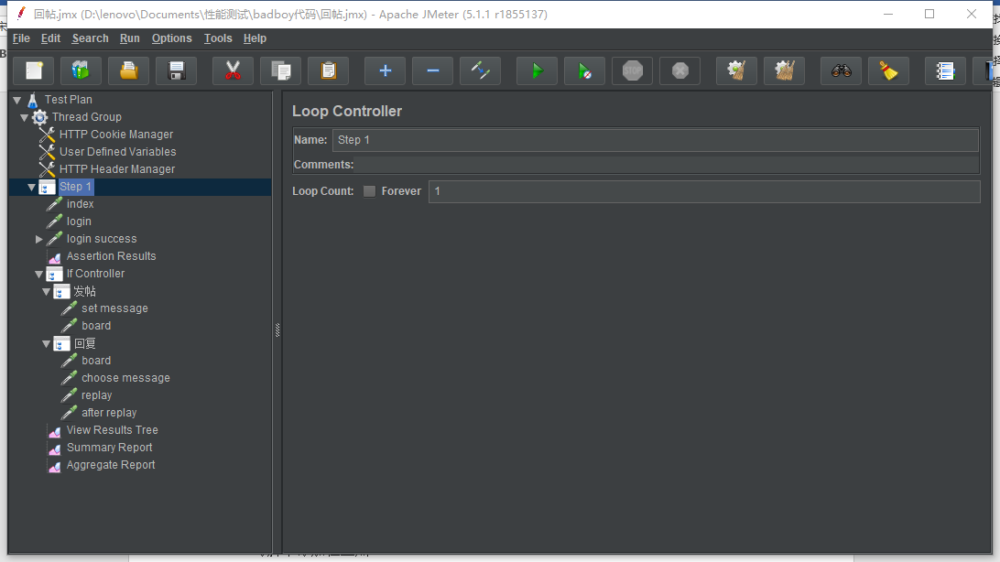 回帖.jmx (D:\lenovo\Documents\性能测试\badboy代码\回帖.jmx) - Apache JMeter (5.1.1 r1855137)
File Edit Search Run Options Tools Help
STOP
Test Plan
Thread Group
HTTP Cookie Manager
User Defined Variables
HTTP Header Manager
Step 1
index
login
login success
Assertion Results
If Controller
发帖
set message
board
回复
board
choose message
replay
after replay
View Results Tree
Summary Report
Aggregate Report
Loop Controller
Name: Step 1
Comments:
Loop Count: Forever 1